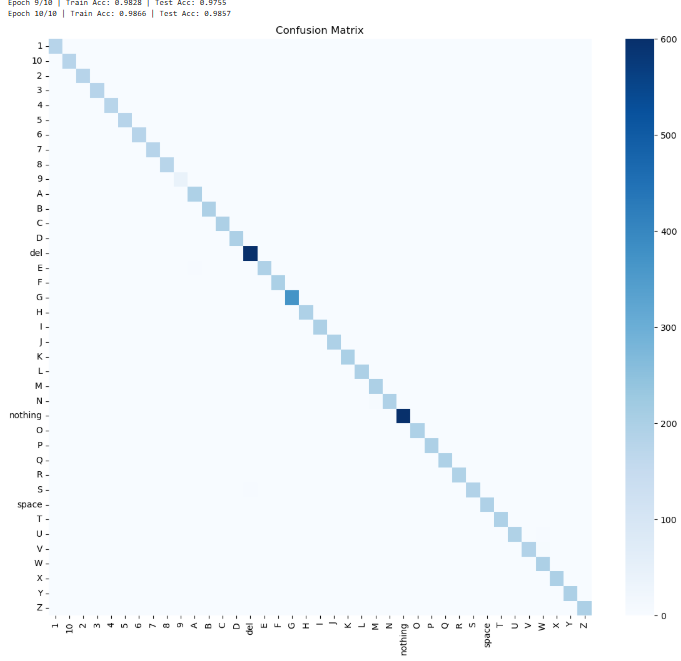 Epoch 9/10 | Train Acc: 0.9828 | Test Acc: 0.9755
Epoch 10/10 | Train Acc: 0.9866 | Test Acc: 0.9857
Confusion Matrix
1
10
2
3
4
5
6
7
8
9
A
B
C
D
del
E
F
G
H
I
J
K
L
M
N
nothing
O
P
Q
R
S
space
T
U
V
W
X
Y
Z
1 10 2 3 4 5 6 7 8 9 A B C D del E F G H I J K L M N nothing O P Q R S space T U V W X Y Z
600
500
400
300
200
100
0